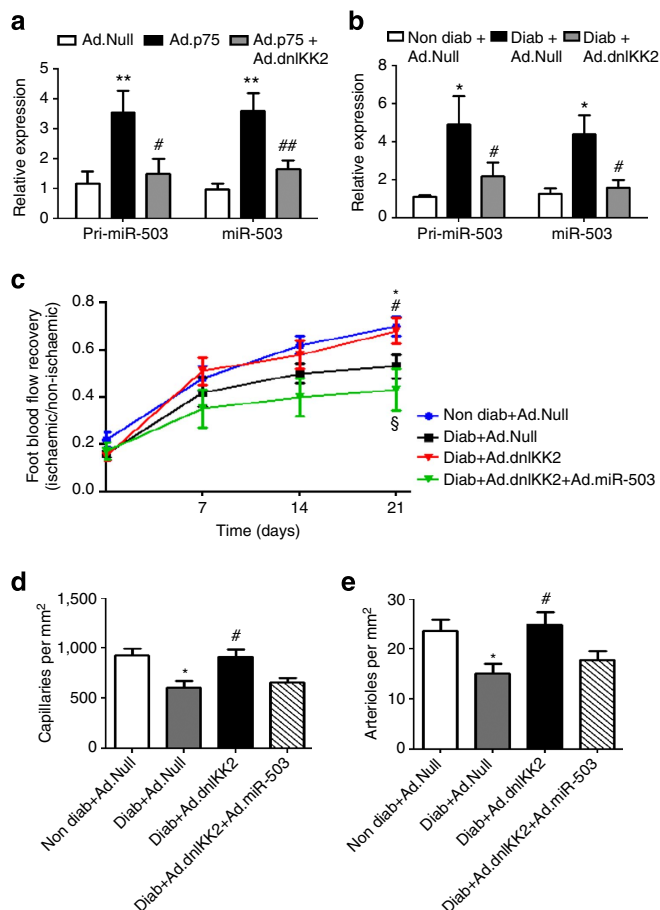 a
Ad.Null Ad.p75 Ad.p75 +
Ad.dnIKK2
Relative expression
5
4
3
2
1
0
**
#
**
##
Pri-miR-503 miR-503
b
Non diab + Diab + Diab +
Ad.Null Ad.Null Ad.dnIKK2
Relative expression
8
6
4
2
0
*
#
*
#
Pri-miR-503 miR-503
c
Foot blood flow recovery
(ischaemic/non-ischaemic)
0.8
0.6
0.4
0.2
0.0
*
#
§
7 14 21
Time (days)
Non diab+Ad.Null
Diab+Ad.Null
Diab+Ad.dnIKK2
Diab+Ad.dnIKK2+Ad.miR-503
d
Capillaries per mm²
1,500
1,000
500
0
*
#
Non diab+Ad.Null
Diab+Ad.Null
Diab+Ad.dnIKK2
Diab+Ad.dnIKK2+Ad.miR-503
e
Arterioles per mm²
30
20
10
0
*
#
Non diab+Ad.Null
Diab+Ad.Null
Diab+Ad.dnIKK2
Diab+Ad.dnIKK2+Ad.miR-503